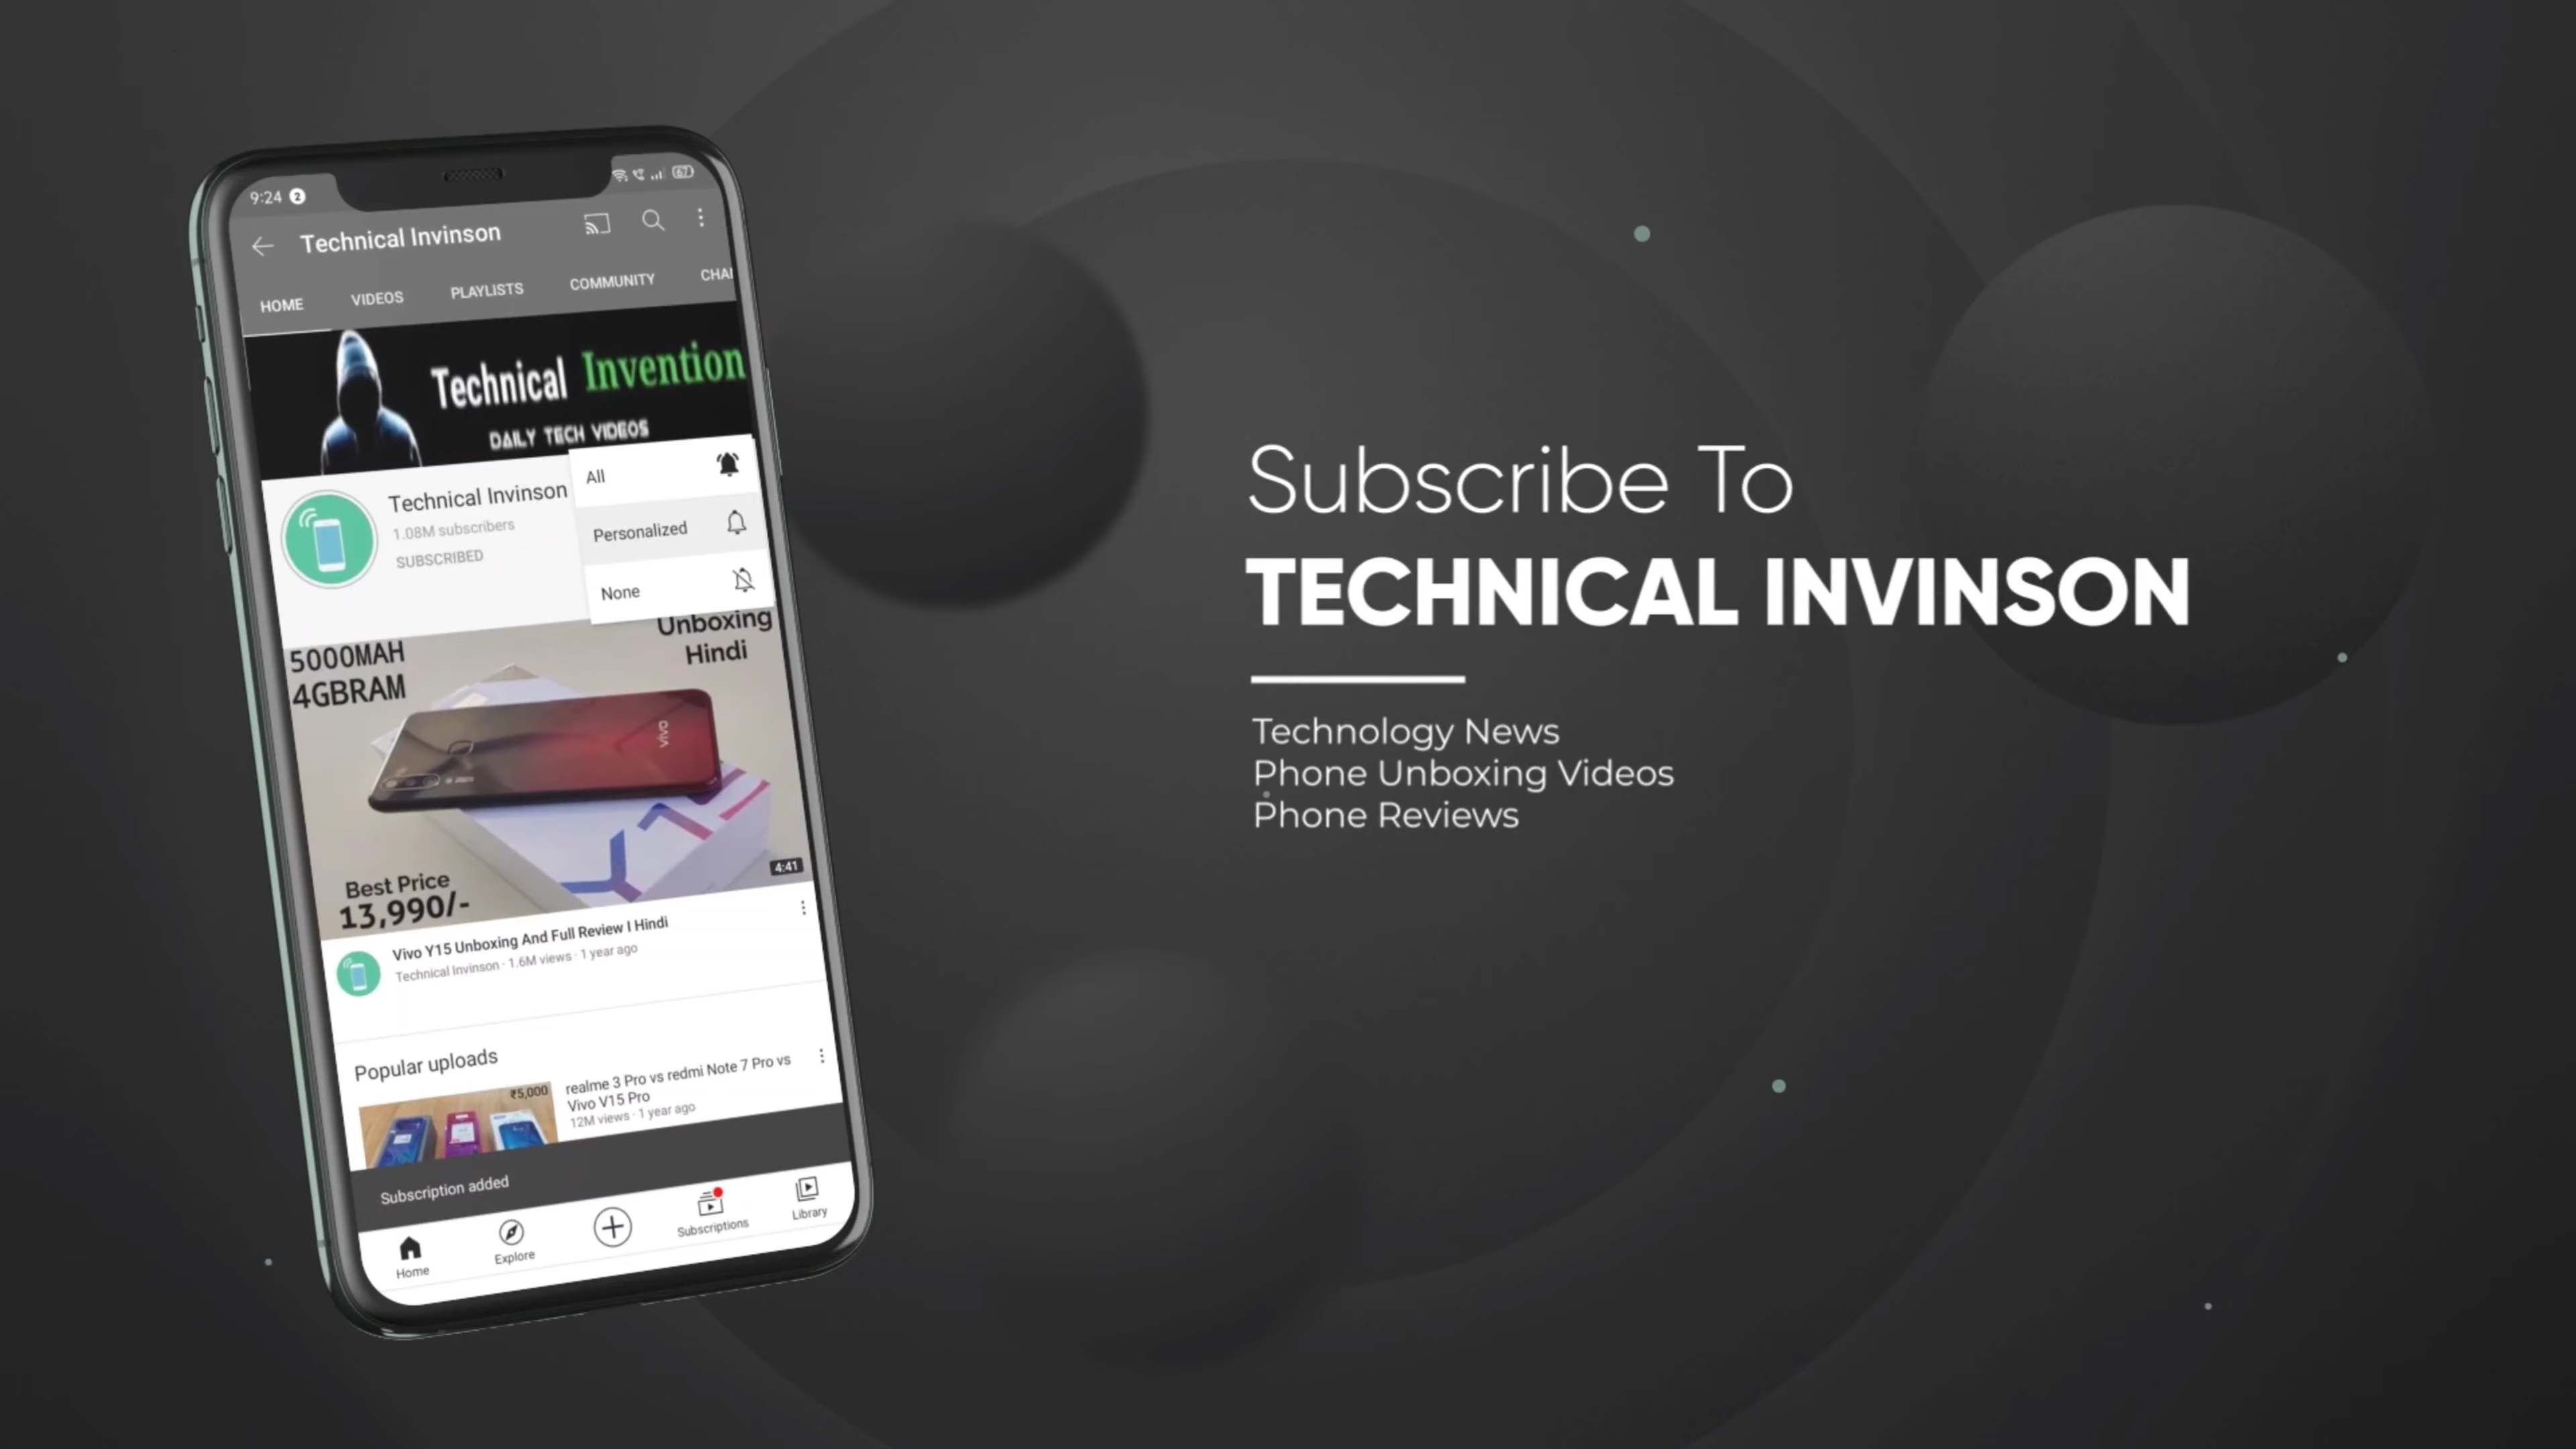 9:24 2
67
Technical Invinson
HOME VIDEOS PLAYLISTS COMMUNITY CHA
Technical Invention
DAILY TECH VIDEOS
Technical Invinson
1.08M subscribers
SUBSCRIBED
All
Personalized
None
5000MAH
4GBRAM
Unboxing
Hindi
vivo
Best Price
13,990/-
4:41
Vivo Y15 Unboxing And Full Review I Hindi
Technical Invinson · 1.6M views · 1 year ago
Popular uploads
₹5,000
realme 3 Pro vs redmi Note 7 Pro vs
Vivo V15 Pro
12M views · 1 year ago
Subscription added
Home Explore Subscriptions Library
Subscribe To
TECHNICAL INVINSON
Technology News
Phone Unboxing Videos
Phone Reviews